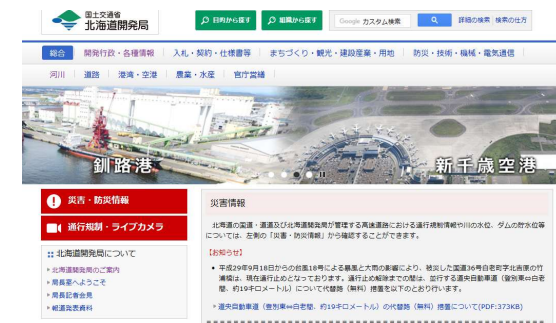 国土交通省
北海道開発局
目的から探す
組織から探す
Google カスタム検索
詳細の検索 検索の仕方
総合 開発行政・各種情報 入札・契約・仕様書等 まちづくり・観光・建設産業・用地 防災・技術・機械・電気通信
河川 道路 港湾・空港 農業・水産 官庁営繕
釧路港
新千歳空港
災害・防災情報
通行規制・ライブカメラ
北海道開発局について
北海道開発局のご案内
局長室へようこそ
局長記者会見
報道発表資料
災害情報
北海道の国道・道道及び北海道開発局が管理する高速道路における通行規制情報や川の水位、ダムの貯水位等
については、左側の「災害・防災情報」から確認することができます。
【お知らせ】
• 平成29年9月18日からの台風18号による暴風と大雨の影響により、被災した国道36号白老町字北吉原の竹
浦橋は、現在通行止めとなっております。通行止め解除までの間は、並行する道央自動車道（登別東⇔白老
間、約19キロメートル）について代替路（無料）措置を下のとおり行います。
道央自動車道（登別東⇔白老間、約19キロメートル）の代替路（無料）措置について(PDF:373KB)